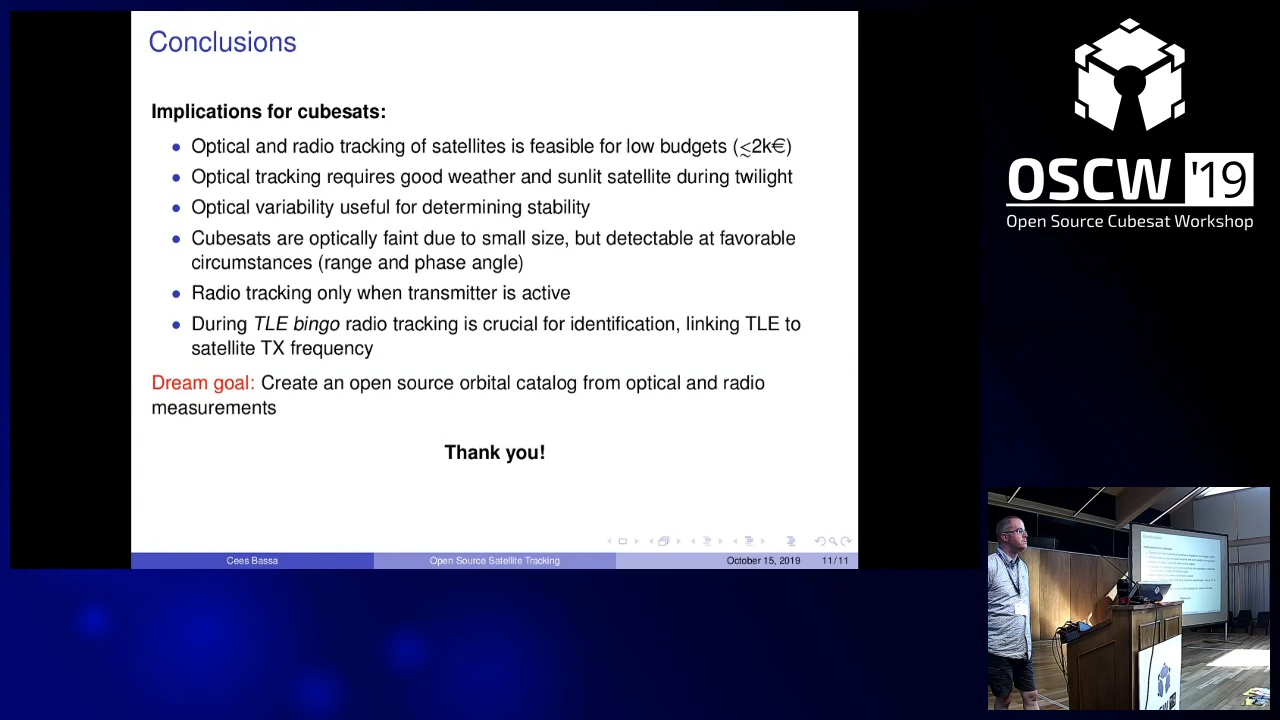 Conclusions
Implications for cubesats:
• Optical and radio tracking of satellites is feasible for low budgets (≲2k€)
• Optical tracking requires good weather and sunlit satellite during twilight
• Optical variability useful for determining stability
• Cubesats are optically faint due to small size, but detectable at favorable
circumstances (range and phase angle)
• Radio tracking only when transmitter is active
• During TLE bingo radio tracking is crucial for identification, linking TLE to
satellite TX frequency
Dream goal: Create an open source orbital catalog from optical and radio
measurements
Thank you!
Cees Bassa
Open Source Satellite Tracking
October 15, 2019
11/11
OSCW '19
Open Source Cubesat Workshop